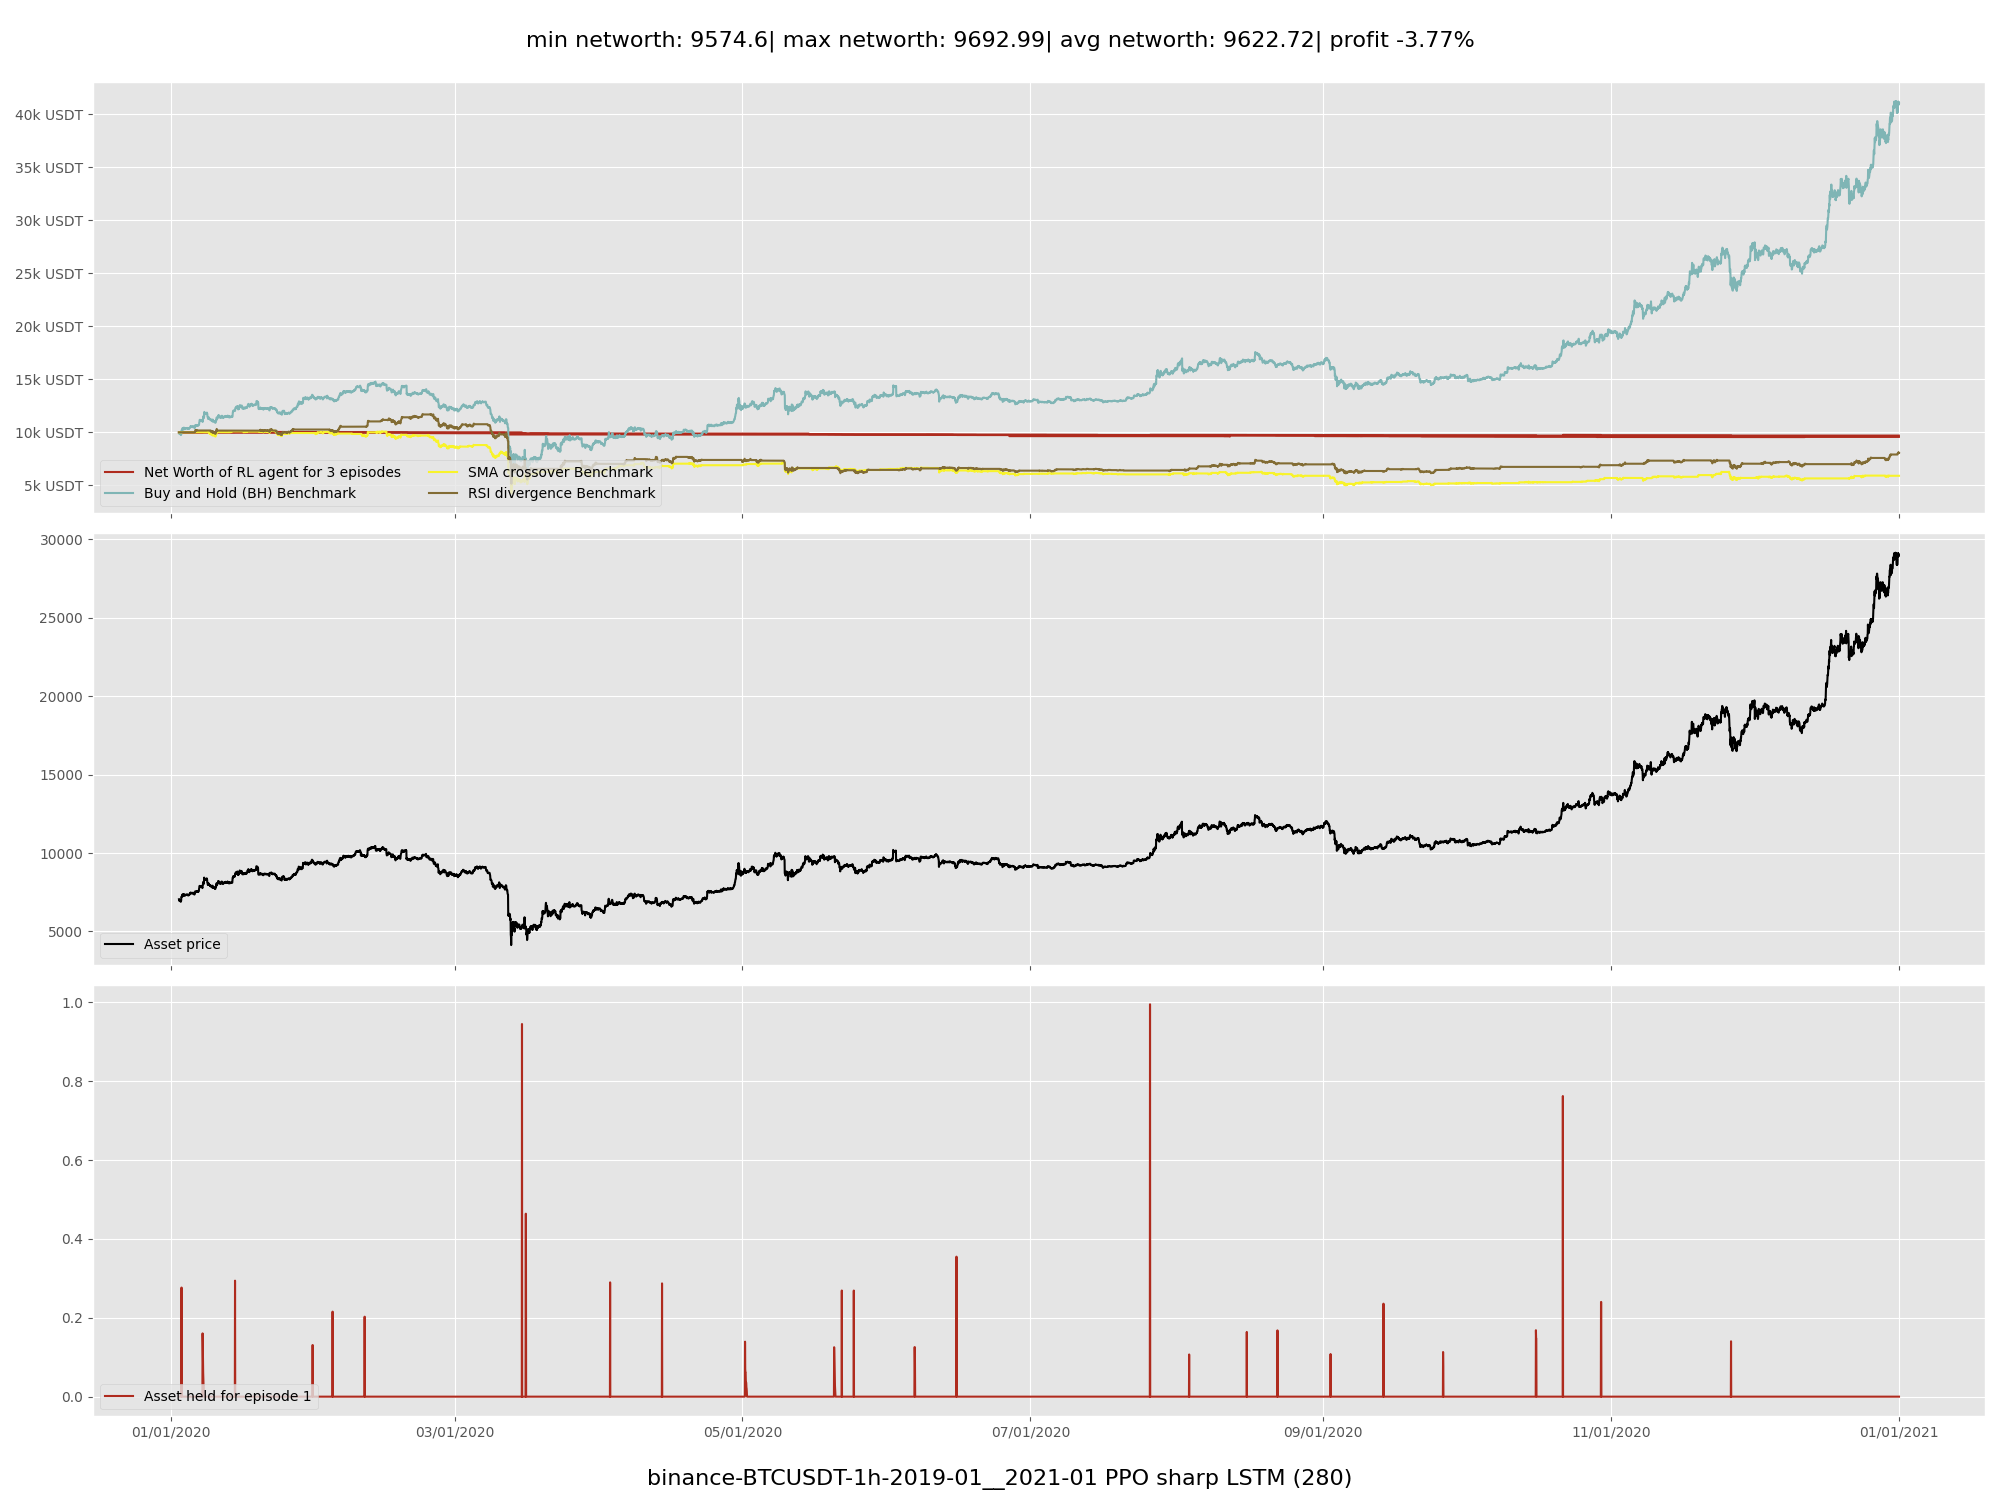 min networth: 9574.6| max networth: 9692.99| avg networth: 9622.72| profit -3.77%
40k USDT
35k USDT
30k USDT
25k USDT
20k USDT
15k USDT
10k USDT
5k USDT
Net Worth of RL agent for 3 episodes
Buy and Hold (BH) Benchmark
SMA crossover Benchmark
RSI divergence Benchmark
30000
25000
20000
15000
10000
5000
Asset price
1.0
0.8
0.6
0.4
0.2
0.0
Asset held for episode 1
01/01/2020 03/01/2020 05/01/2020 07/01/2020 09/01/2020 11/01/2020 01/01/2021
binance-BTCUSDT-1h-2019-01__2021-01 PPO sharp LSTM (280)